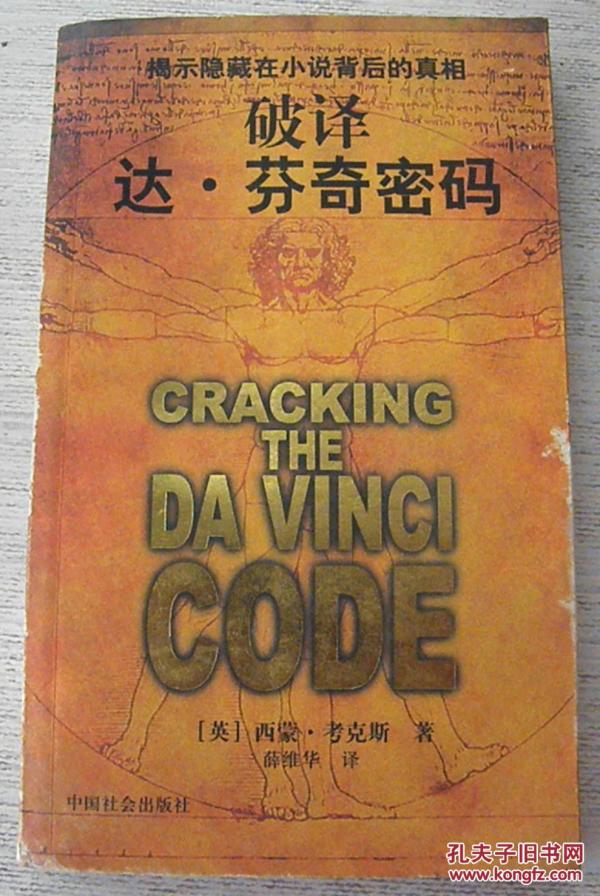 揭示隐藏在小说背后的真相
破译
达·芬奇密码
CRACKING
THE
DA VINCI
CODE
[英] 西蒙·考克斯 著
薛维华 译
中国社会出版社
孔夫子旧书网
www.kongfz.com